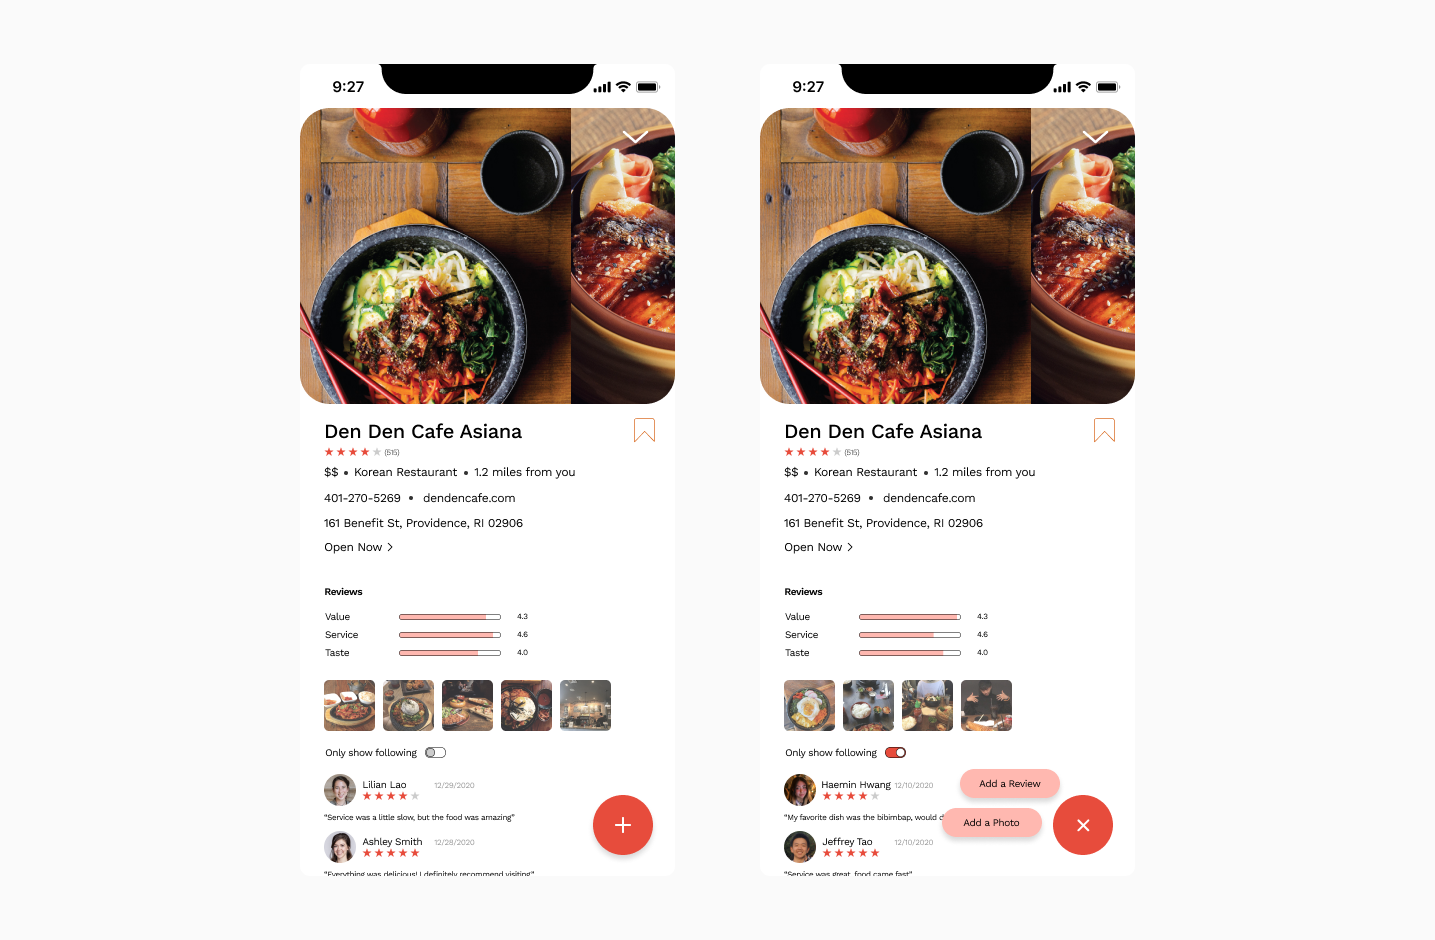 9:27
Den Den Cafe Asiana
(515)
$$ • Korean Restaurant • 1.2 miles from you
401-270-5269 • dendencafe.com
161 Benefit St, Providence, RI 02906
Open Now >
Reviews
Value 4.3
Service 4.6
Taste 4.0
Only show following
Lilian Lao 12/29/2020
“Service was a little slow, but the food was amazing”
Ashley Smith 12/28/2020
“Everything was delicious! I definitely recommend visiting”
9:27
Den Den Cafe Asiana
(515)
$$ • Korean Restaurant • 1.2 miles from you
401-270-5269 • dendencafe.com
161 Benefit St, Providence, RI 02906
Open Now >
Reviews
Value 4.3
Service 4.6
Taste 4.0
Only show following
Haemin Hwang 12/10/2020
Add a Review
“My favorite dish was the bibimbap, would
Add a Photo
Jeffrey Tao 12/10/2020
“Service was great, food came fast”